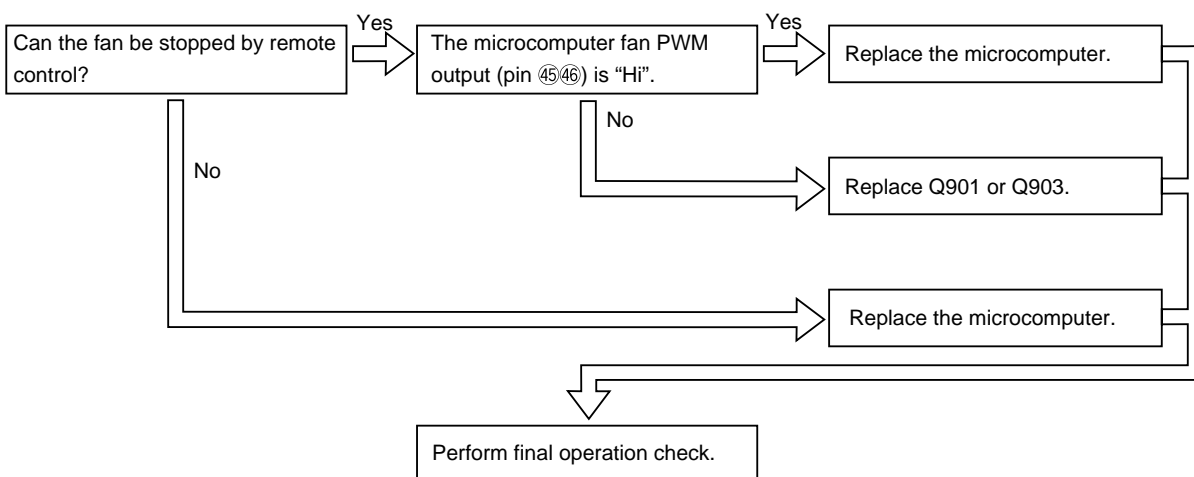 Can the fan be stopped by remote
control?
Yes
The microcomputer fan PWM
output (pin ㊺㊻) is “Hi”.
Yes
Replace the microcomputer.
No
No
Replace Q901 or Q903.
Replace the microcomputer.
Perform final operation check.